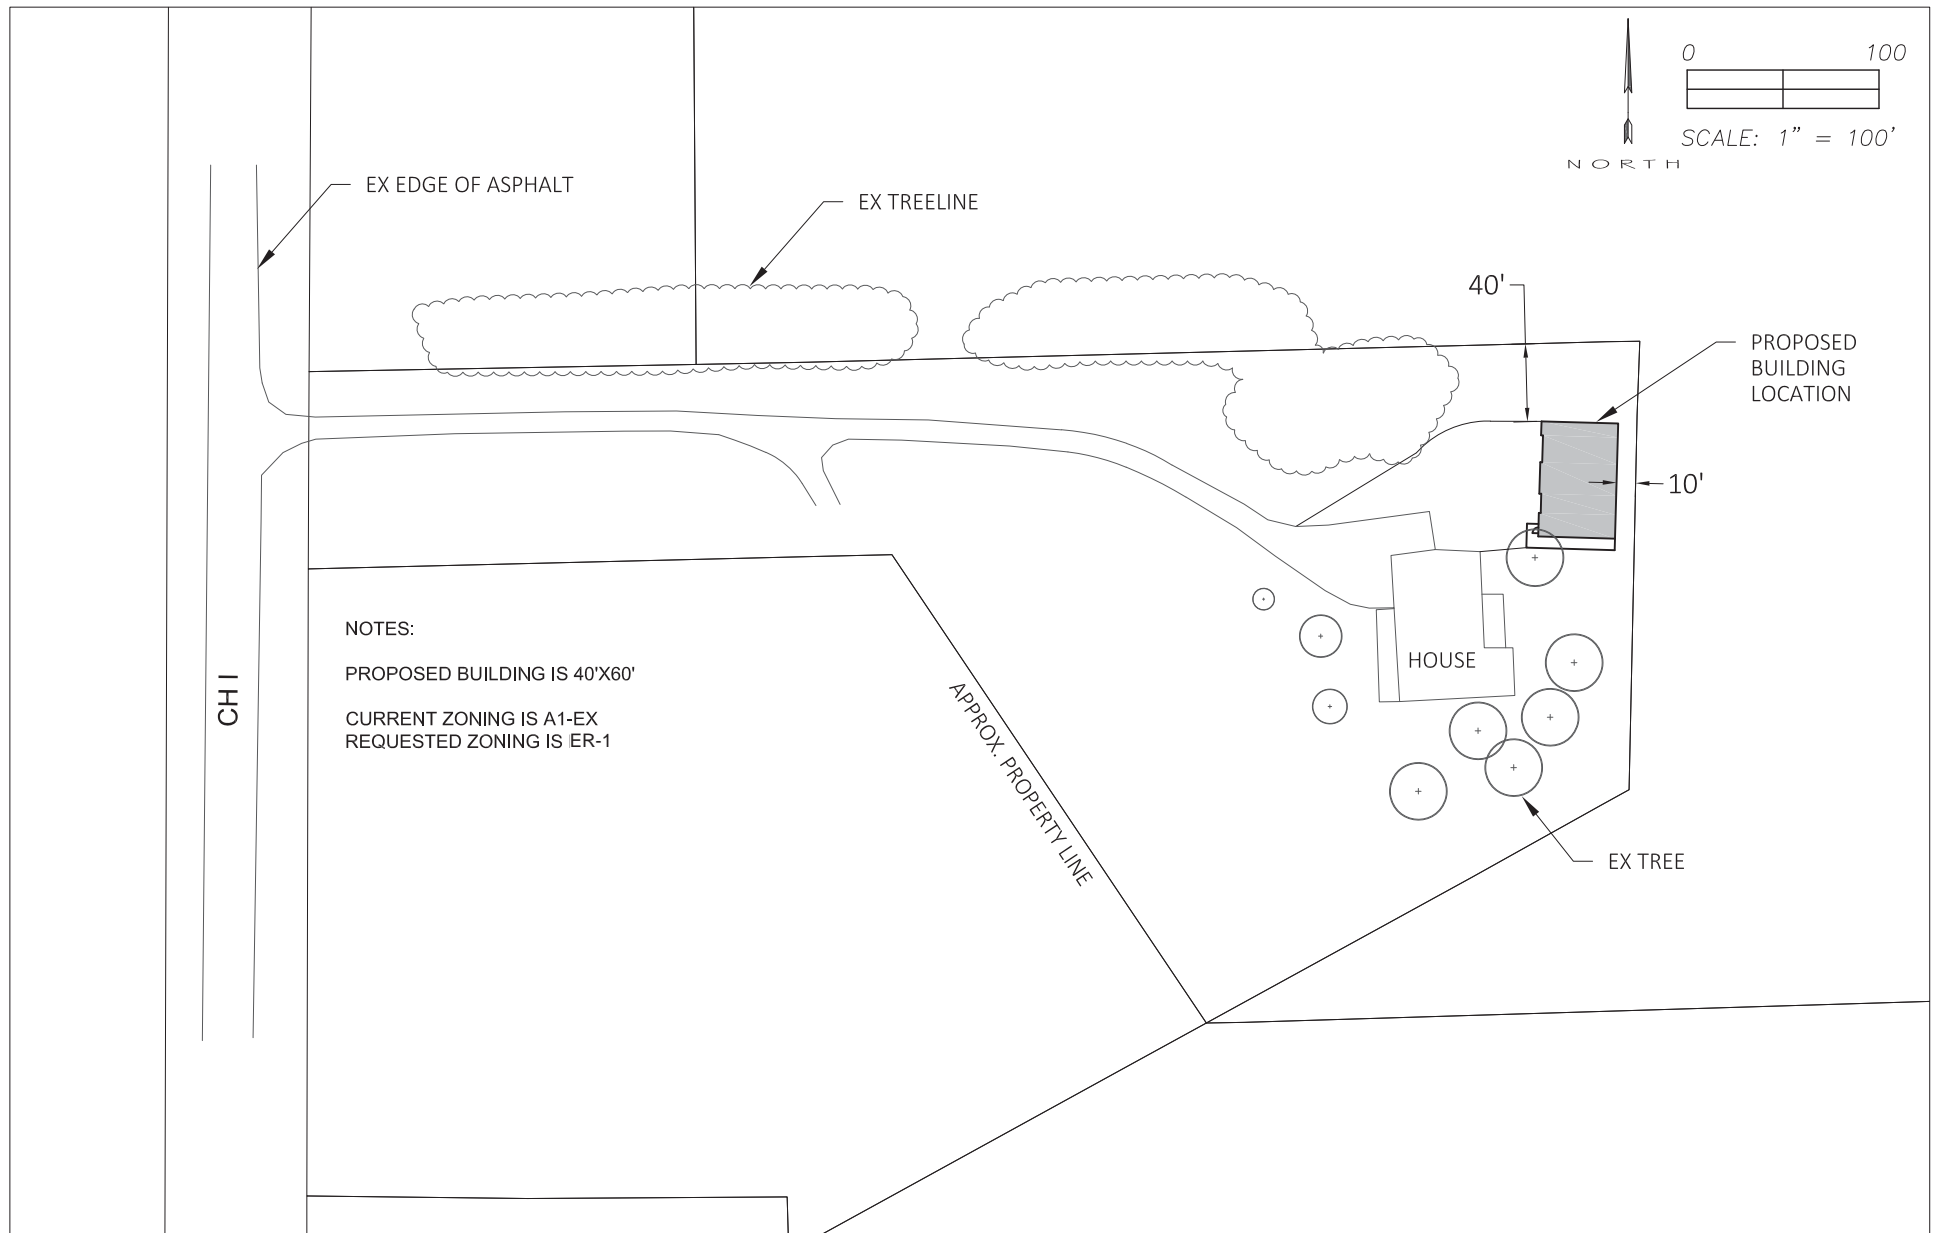 0 100
SCALE: 1" = 100'
NORTH
EX EDGE OF ASPHALT
EX TREELINE
40'
PROPOSED
BUILDING
LOCATION
10'
NOTES:
PROPOSED BUILDING IS 40'X60'
CURRENT ZONING IS A1-EX
REQUESTED ZONING IS ER-1
CH I
HOUSE
APPROX. PROPERTY LINE
EX TREE